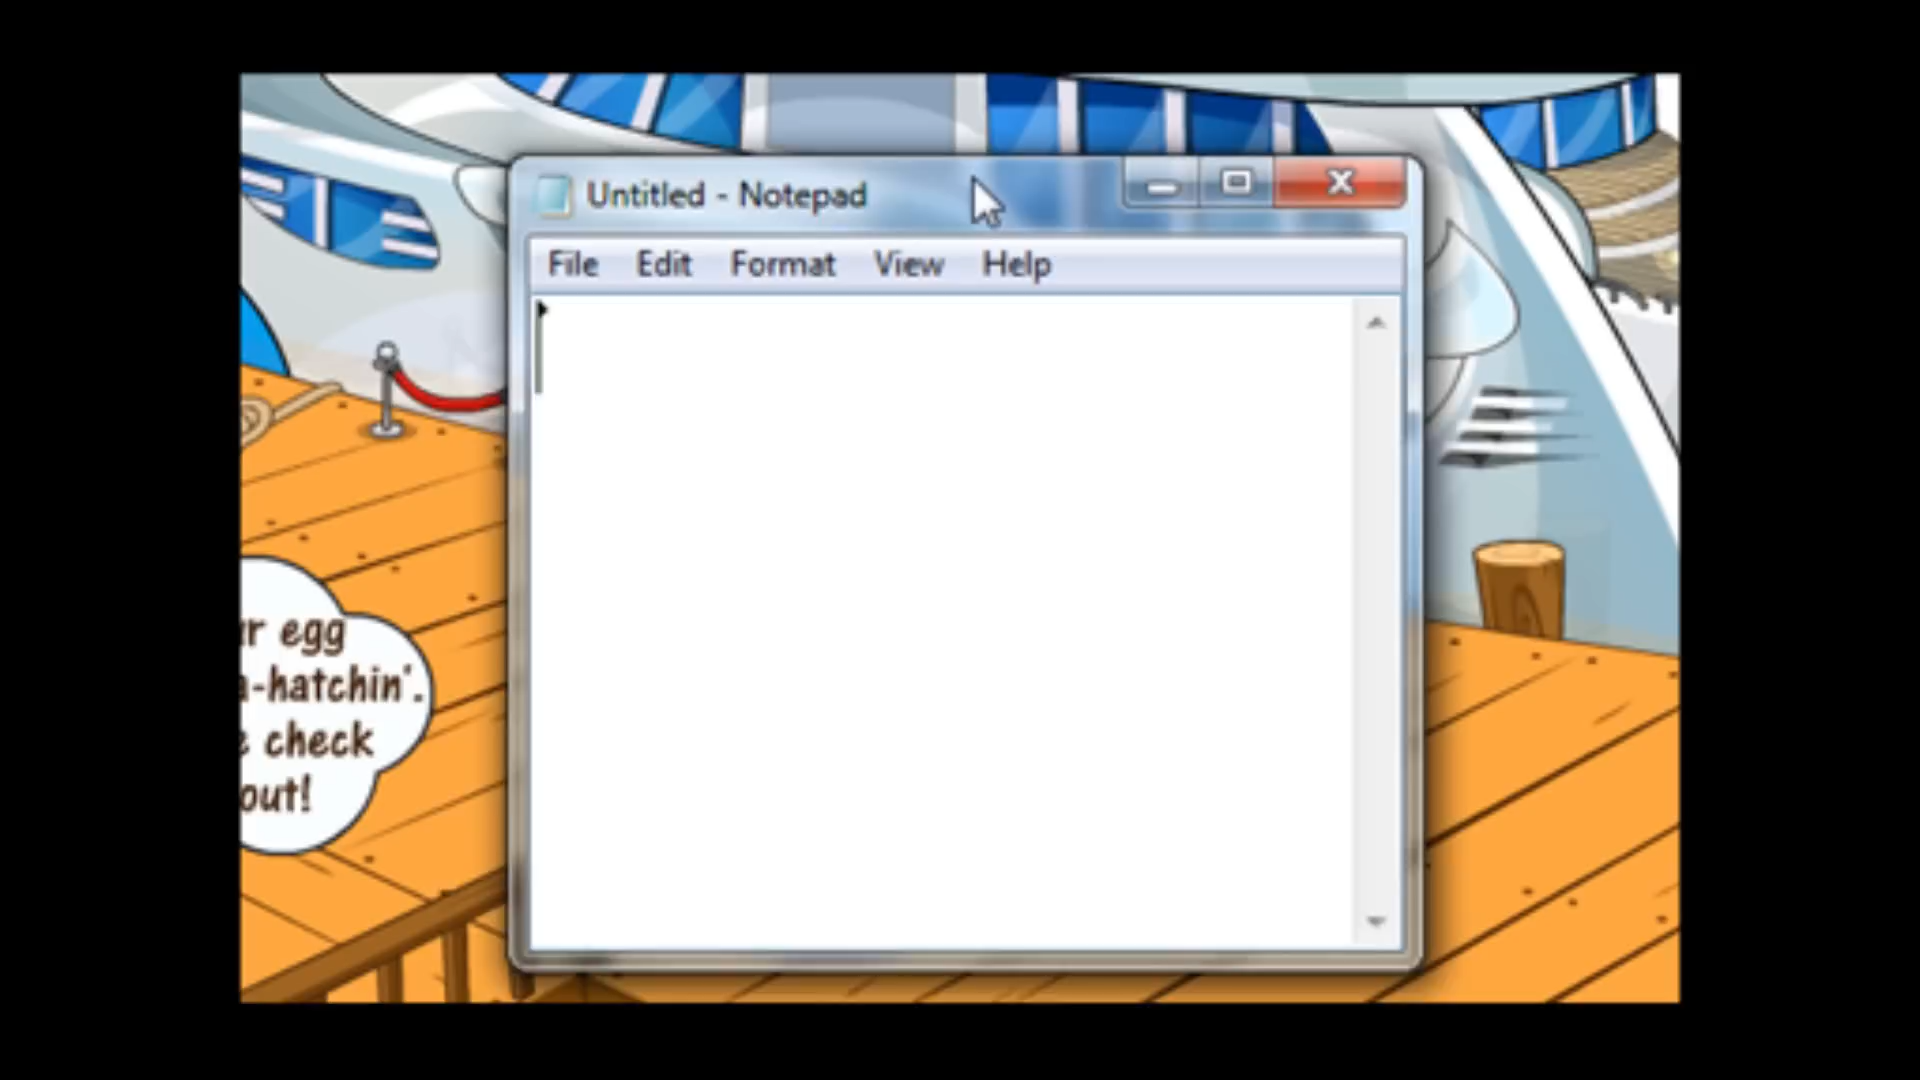 Untitled - Notepad
File Edit Format View Help
egg
a-hatchin'.
check
out!